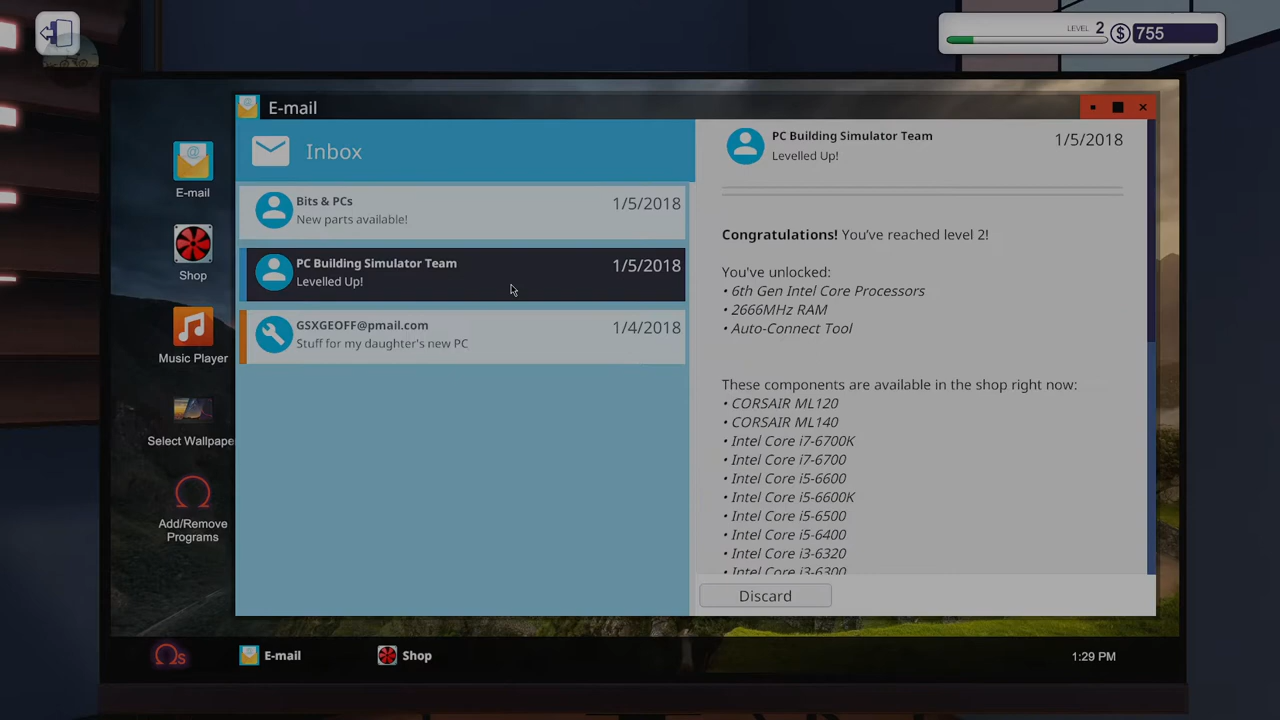 LEVEL 2 $ 755
E-mail
Inbox
Bits & PCs 1/5/2018
New parts available!
PC Building Simulator Team 1/5/2018
Levelled Up!
GSXGEOFF@pmail.com 1/4/2018
Stuff for my daughter's new PC
PC Building Simulator Team 1/5/2018
Levelled Up!
Congratulations! You've reached level 2!
You've unlocked:
• 6th Gen Intel Core Processors
• 2666MHz RAM
• Auto-Connect Tool
These components are available in the shop right now:
• CORSAIR ML120
• CORSAIR ML140
• Intel Core i7-6700K
• Intel Core i7-6700
• Intel Core i5-6600
• Intel Core i5-6600K
• Intel Core i5-6500
• Intel Core i5-6400
• Intel Core i3-6320
• Intel Core i3-6300
Discard
E-mail
Shop
Music Player
Select Wallpape
Add/Remove
Programs
Ωs E-mail Shop 1:29 PM